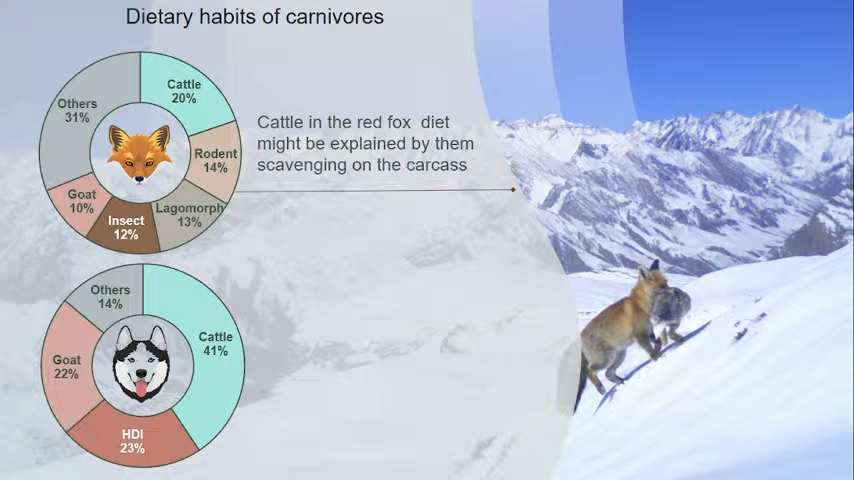 Dietary habits of carnivores
Cattle
20%
Rodent
14%
Lagomorph
13%
Insect
12%
Goat
10%
Others
31%
Cattle in the red fox diet
might be explained by them
scavenging on the carcass
Cattle
41%
HDI
23%
Goat
22%
Others
14%